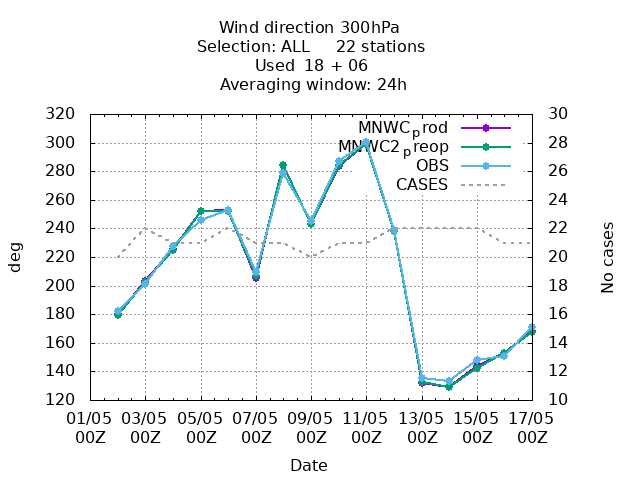 Wind direction 300hPa
Selection: ALL 22 stations
Used 18 + 06
Averaging window: 24h
320 30
MNWCprod
300 28
MNWC2preop
280 OBS 26
260 CASES 24
240 22
220 20
200 18
180 16
160 14
140 12
120 10
deg
No cases
01/05 03/05 05/05 07/05 09/05 11/05 13/05 15/05 17/05
00Z 00Z 00Z 00Z 00Z 00Z 00Z 00Z 00Z
Date